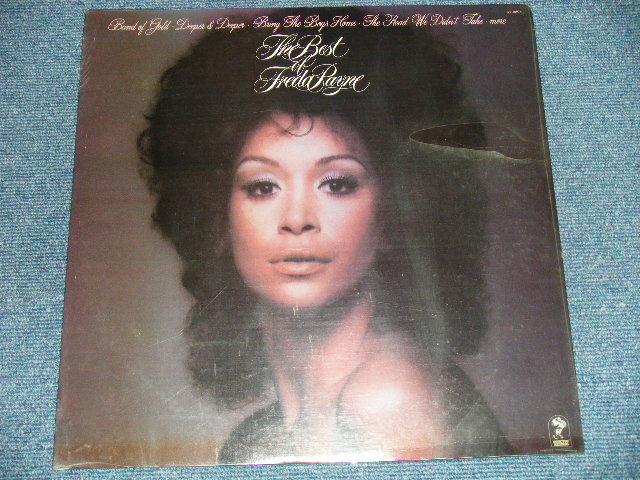 Band of Gold · Deeper & Deeper · Bring The Boys Home · The Road We Didn't Take · more
The Best
of
Freda Payne